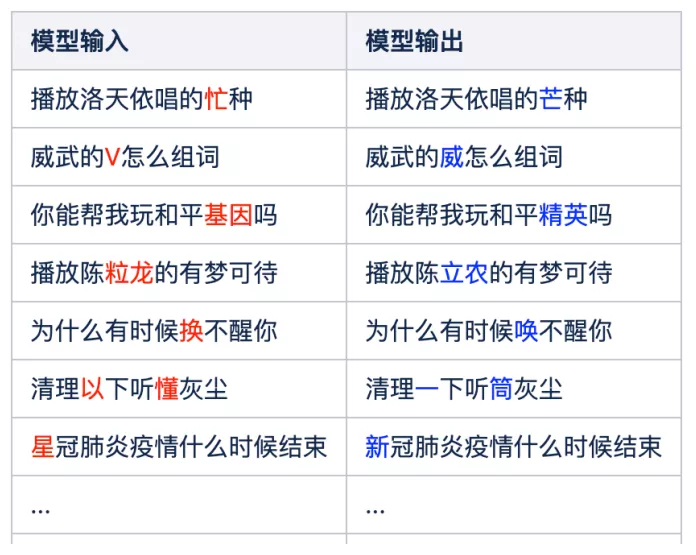 模型输入 模型输出
播放洛天依唱的忙种 播放洛天依唱的芒种
威武的V怎么组词 威武的威怎么组词
你能帮我玩和平基因吗 你能帮我玩和平精英吗
播放陈粒龙的有梦可待 播放陈立农的有梦可待
为什么有时候换不醒你 为什么有时候唤不醒你
清理以下听懂灰尘 清理一下听筒灰尘
星冠肺炎疫情什么时候结束 新冠肺炎疫情什么时候结束
... ...